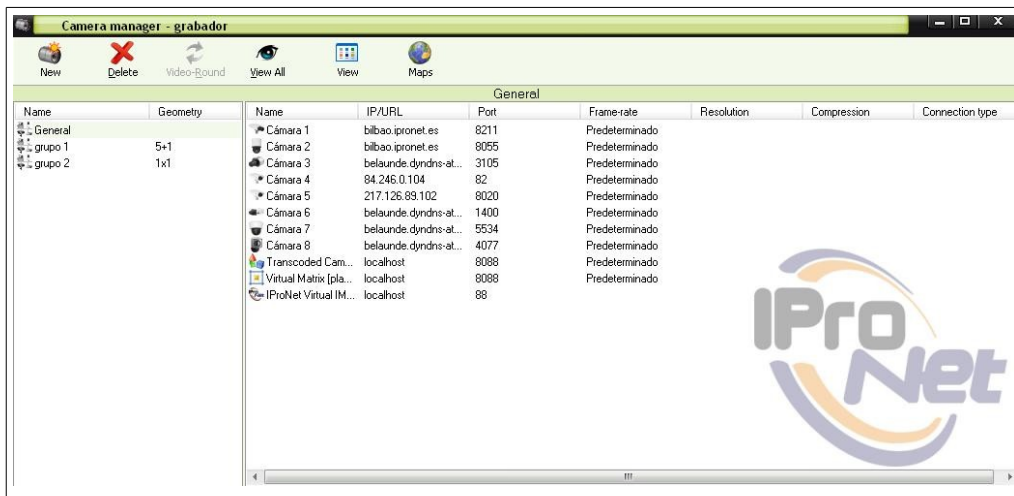 Camera manager - grabador
New Delete Video-Round View All View Maps
General
Name Geometry Name IP/URL Port Frame-rate Resolution Compression Connection type
General Cámara 1 bilbao.ipronet.es 8211 Predeterminado
grupo 1 5+1 Cámara 2 bilbao.ipronet.es 8055 Predeterminado
grupo 2 1x1 Cámara 3 belaunde.dyndns-at... 3105 Predeterminado
Cámara 4 84.246.0.104 82 Predeterminado
Cámara 5 217.126.89.102 8020 Predeterminado
Cámara 6 belaunde.dyndns-at... 1400 Predeterminado
Cámara 7 belaunde.dyndns-at... 5534 Predeterminado
Cámara 8 belaunde.dyndns-at... 4077 Predeterminado
Transcoded Cam... localhost 8088 Predeterminado
Virtual Matrix [pla... localhost 8088 Predeterminado
IProNet Virtual IM... localhost 88
IPro
Net